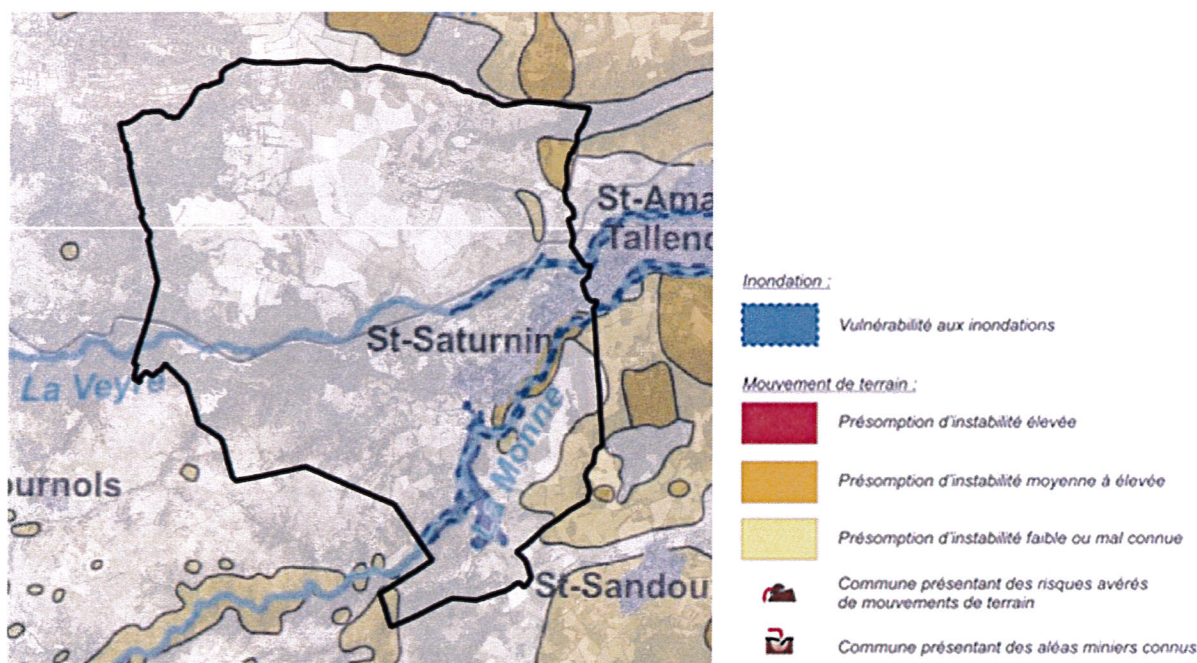 St-Ama
Tallend
St-Saturnin
La Veyre
La Monne
ournols
St-Sandou
Inondation :
Vulnérabilité aux inondations
Mouvement de terrain :
Présomption d'instabilité élevée
Présomption d'instabilité moyenne à élevée
Présomption d'instabilité faible ou mal connue
Commune présentant des risques avérés
de mouvements de terrain
Commune présentant des aléas miniers connus